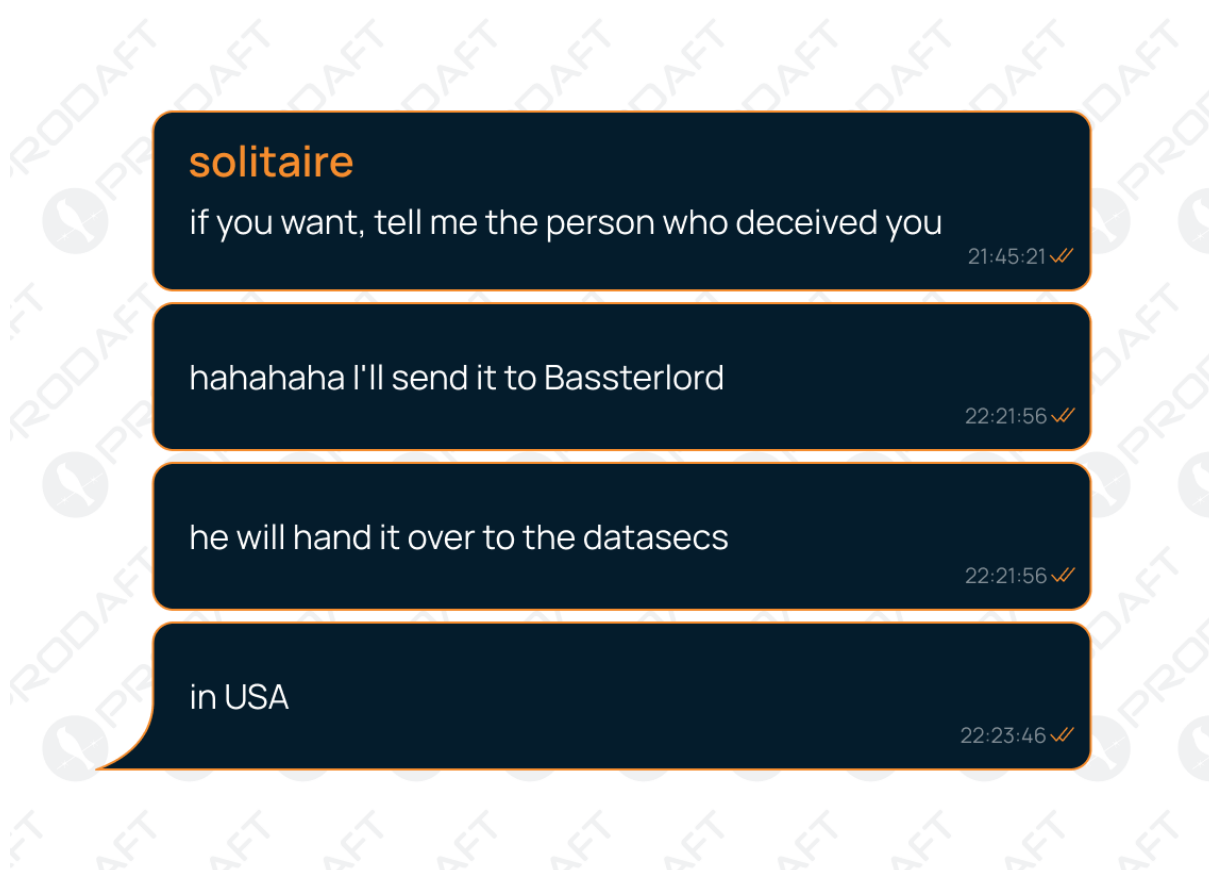 solitaire
if you want, tell me the person who deceived you
21:45:21
hahahaha I'll send it to Bassterlord
22:21:56
he will hand it over to the datasecs
22:21:56
in USA
22:23:46
PRODAFT